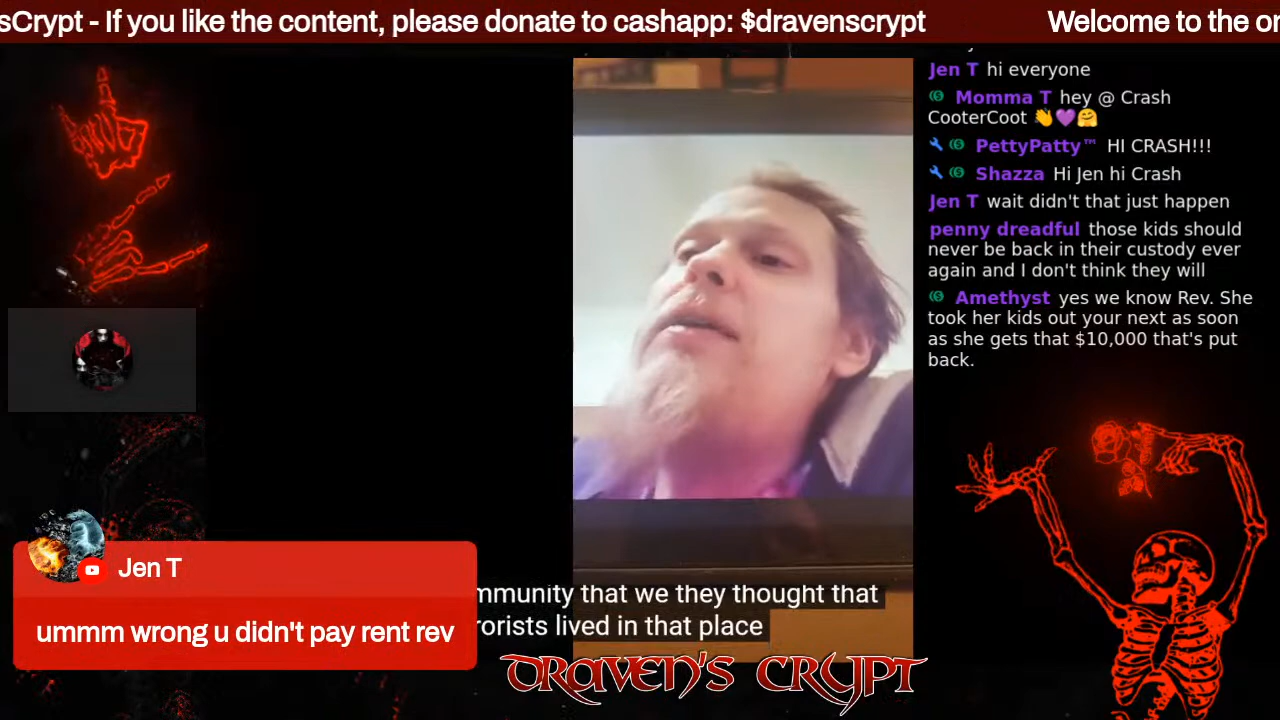 sCrypt - If you like the content, please donate to cashapp: $dravenscrypt
Welcome to the
Jen T hi everyone
Momma T hey @ Crash
CooterCoot 👋💜🤗
PettyPatty™ HI CRASH!!!
Shazza Hi Jen hi Crash
Jen T wait didn't that just happen
penny dreadful those kids should
never be back in their custody ever
again and I don't think they will
Amethyst yes we know Rev. She
took her kids out your next as soon
as she gets that $10,000 that's put
back.
Jen T
ummm wrong u didn't pay rent rev
mmunity that we they thought that
rorists lived in that place
DRAVEN'S CRYPT